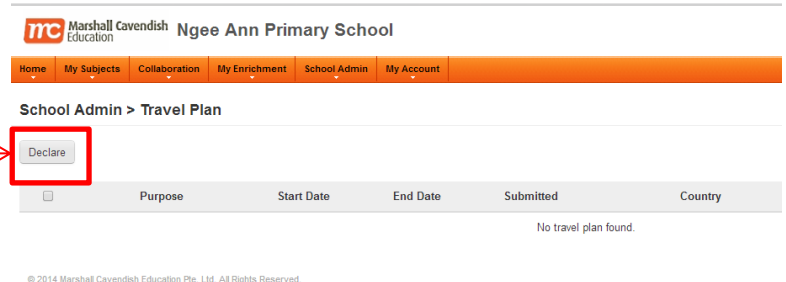 mc Marshall Cavendish Education Ngee Ann Primary School
Home My Subjects Collaboration My Enrichment School Admin My Account
School Admin > Travel Plan
Declare
Purpose Start Date End Date Submitted Country
No travel plan found.
© 2014 Marshall Cavendish Education Pte. Ltd. All Rights Reserved.